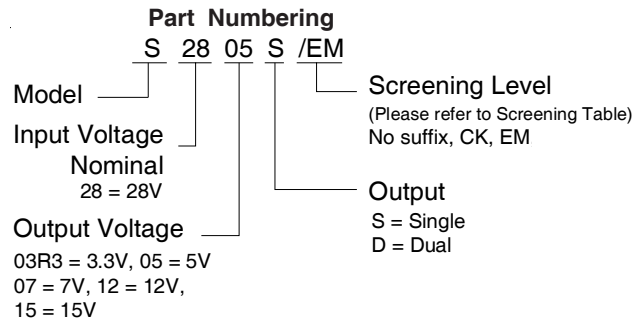 Part Numbering
S 28 05 S /EM
Model
Input Voltage
Nominal
28 = 28V
Output Voltage
03R3 = 3.3V, 05 = 5V
07 = 7V, 12 = 12V,
15 = 15V
Screening Level
(Please refer to Screening Table)
No suffix, CK, EM
Output
S = Single
D = Dual